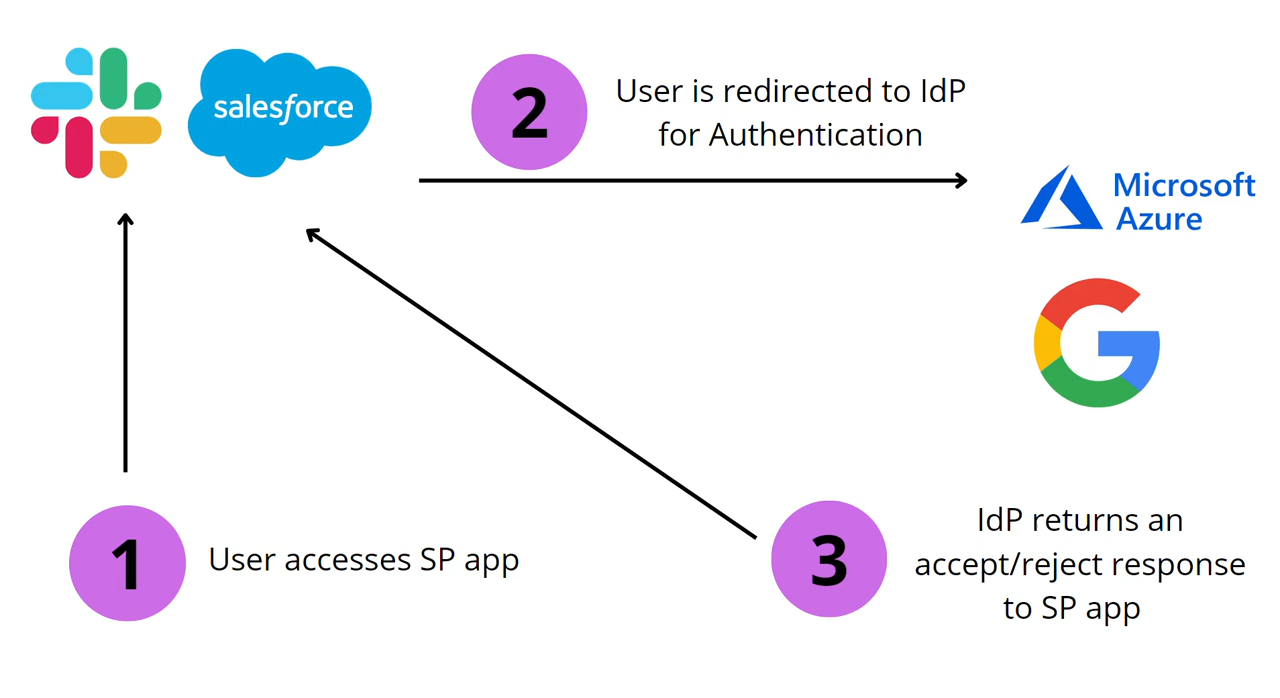 salesforce
2
User is redirected to IdP
for Authentication
Microsoft
Azure
1
User accesses SP app
3
IdP returns an
accept/reject response
to SP app